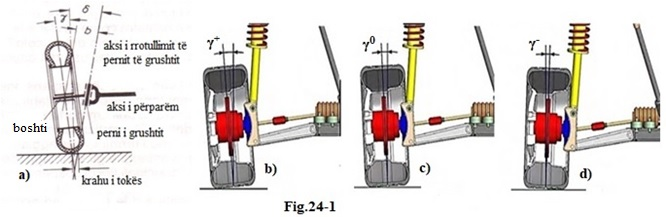 γ δ
b
aksi i rrotullimit të
pernit të grushtit
aksi i përparëm
boshti
perni i grushtit
a)
krahu i tokës
γ+
b)
γ0
c)
γ-
d)
Fig.24-1